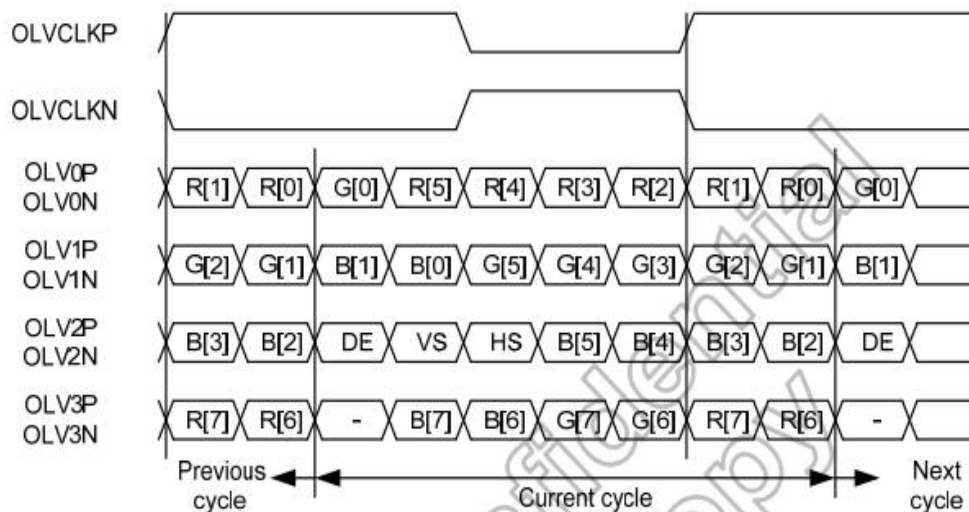 OLVCLKP
OLVCLKN
OLV0P
OLV0N
R[1] R[0] G[0] R[5] R[4] R[3] R[2] R[1] R[0] G[0]
OLV1P
OLV1N
G[2] G[1] B[1] B[0] G[5] G[4] G[3] G[2] G[1] B[1]
OLV2P
OLV2N
B[3] B[2] DE VS HS B[5] B[4] B[3] B[2] DE
OLV3P
OLV3N
R[7] R[6] - B[7] B[6] G[7] G[6] R[7] R[6] -
Previous cycle
Current cycle
Next cycle
fidential
opy